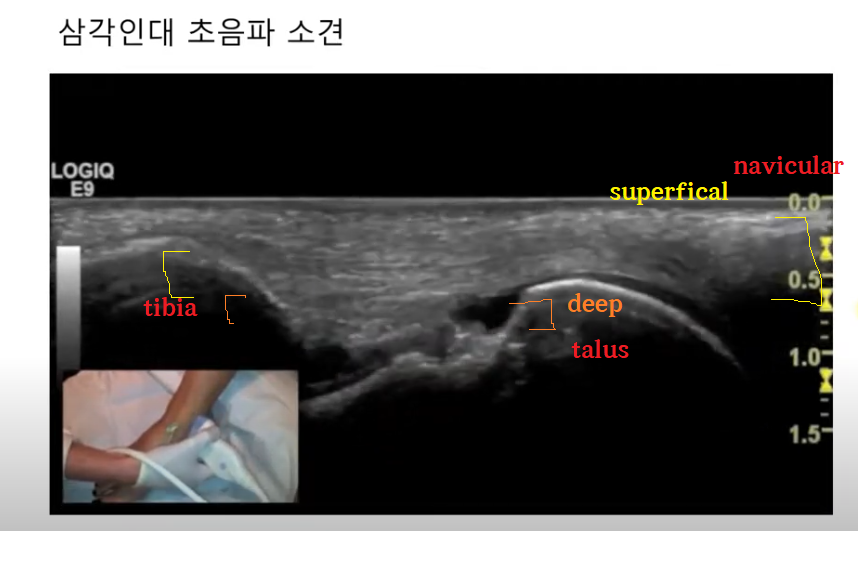 삼각인대 초음파 소견
LOGIQ
E9
navicular
superfical
0.0
0.5
tibia
deep
talus
1.0
1.5